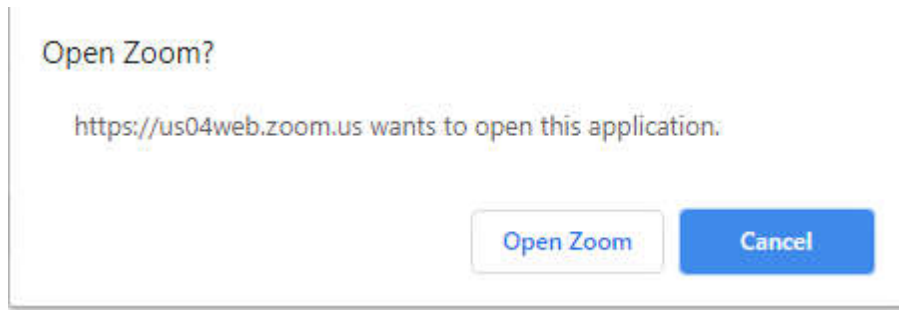 Open Zoom?
https://us04web.zoom.us wants to open this application.
Open Zoom
Cancel